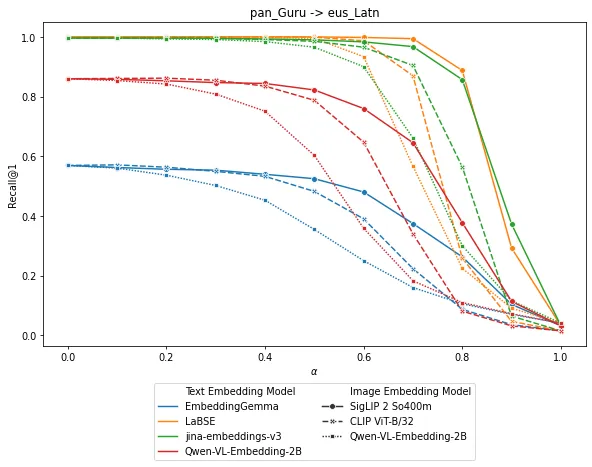 pan_Guru -> eus_Latn
Recall@1
1.0
0.8
0.6
0.4
0.2
0.0
0.0 0.2 0.4 0.6 0.8 1.0
α
Text Embedding Model Image Embedding Model
EmbeddingGemma SigLIP 2 So400m
LaBSE CLIP ViT-B/32
jina-embeddings-v3 Qwen-VL-Embedding-2B
Qwen-VL-Embedding-2B